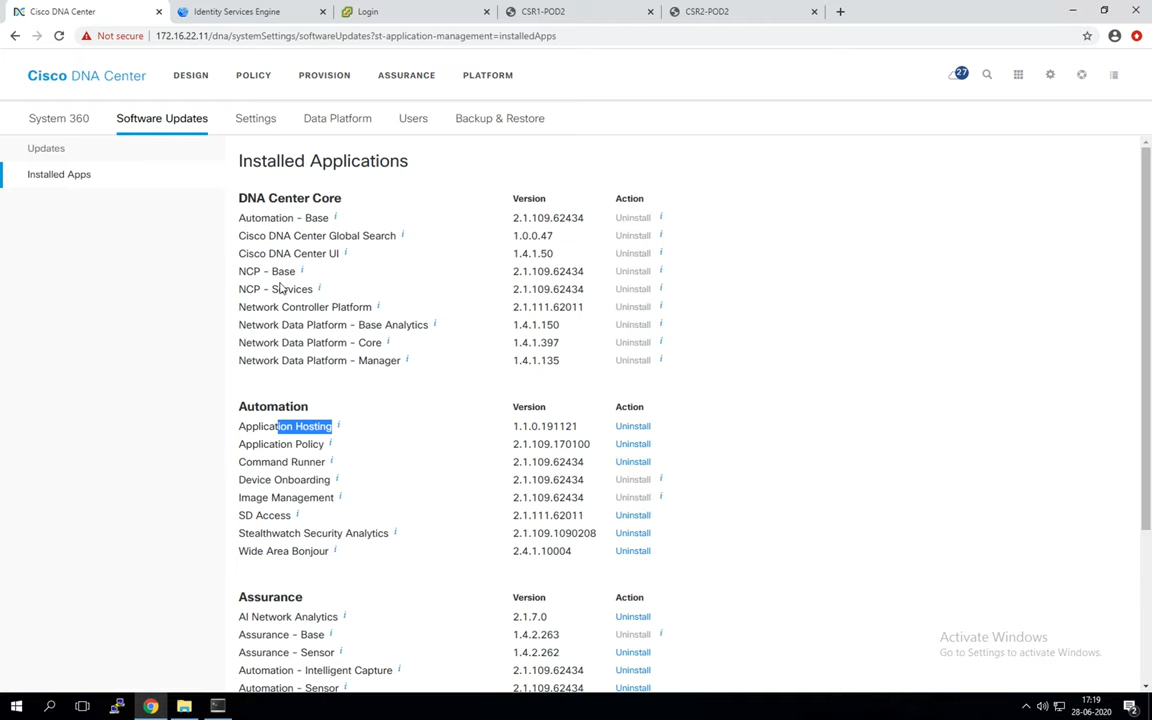 Cisco DNA Center
Identity Services Engine
Login
CSR1-POD2
CSR2-POD2
Not secure
172.16.22.11/dna/systemSettings/softwareUpdates?st-application-management=installedApps
Cisco DNA Center
DESIGN
POLICY
PROVISION
ASSURANCE
PLATFORM
27
System 360
Software Updates
Settings
Data Platform
Users
Backup & Restore
Updates
Installed Apps
Installed Applications
DNA Center Core Version Action
Automation - Base i 2.1.109.62434 Uninstall i
Cisco DNA Center Global Search i 1.0.0.47 Uninstall i
Cisco DNA Center UI i 1.4.1.50 Uninstall i
NCP - Base i 2.1.109.62434 Uninstall i
NCP - Services i 2.1.109.62434 Uninstall i
Network Controller Platform i 2.1.111.62011 Uninstall i
Network Data Platform - Base Analytics i 1.4.1.150 Uninstall i
Network Data Platform - Core i 1.4.1.397 Uninstall i
Network Data Platform - Manager i 1.4.1.135 Uninstall i
Automation Version Action
Application Hosting i 1.1.0.191121 Uninstall
Application Policy i 2.1.109.170100 Uninstall
Command Runner i 2.1.109.62434 Uninstall
Device Onboarding i 2.1.109.62434 Uninstall i
Image Management i 2.1.109.62434 Uninstall i
SD Access i 2.1.111.62011 Uninstall
Stealthwatch Security Analytics i 2.1.109.1090208 Uninstall
Wide Area Bonjour i 2.4.1.10004 Uninstall
Assurance Version Action
AI Network Analytics i 2.1.7.0 Uninstall
Assurance - Base i 1.4.2.263 Uninstall i
Assurance - Sensor i 1.4.2.262 Uninstall
Automation - Intelligent Capture i 2.1.109.62434 Uninstall
Automation - Sensor i 2.1.109.62434 Uninstall
Activate Windows
Go to Settings to activate Windows.
17:19
28-06-2020
2